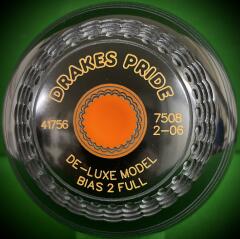 DRAKES PRIDE
41756
7508
2-06
DE-LUXE MODEL
BIAS 2 FULL